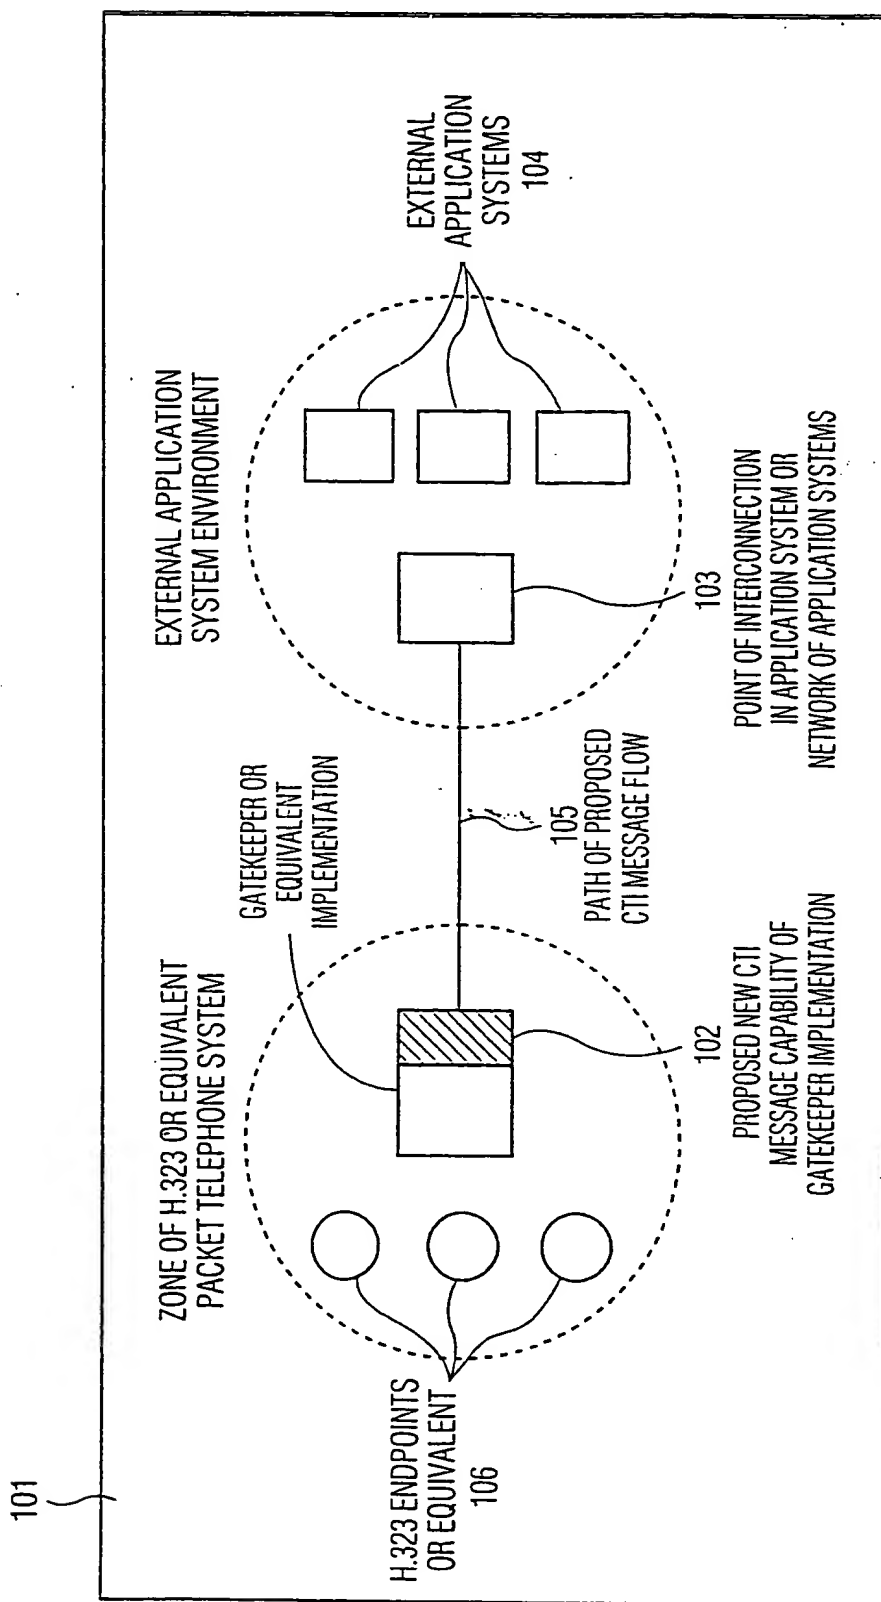 101
ZONE OF H.323 OR EQUIVALENT
PACKET TELEPHONE SYSTEM
EXTERNAL APPLICATION
SYSTEM ENVIRONMENT
GATEKEEPER OR
EQUIVALENT
IMPLEMENTATION
H.323 ENDPOINTS
OR EQUIVALENT
106
EXTERNAL
APPLICATION
SYSTEMS
104
105
PATH OF PROPOSED
CTI MESSAGE FLOW
102
PROPOSED NEW CTI
MESSAGE CAPABILITY OF
GATEKEEPER IMPLEMENTATION
103
POINT OF INTERCONNECTION
IN APPLICATION SYSTEM OR
NETWORK OF APPLICATION SYSTEMS